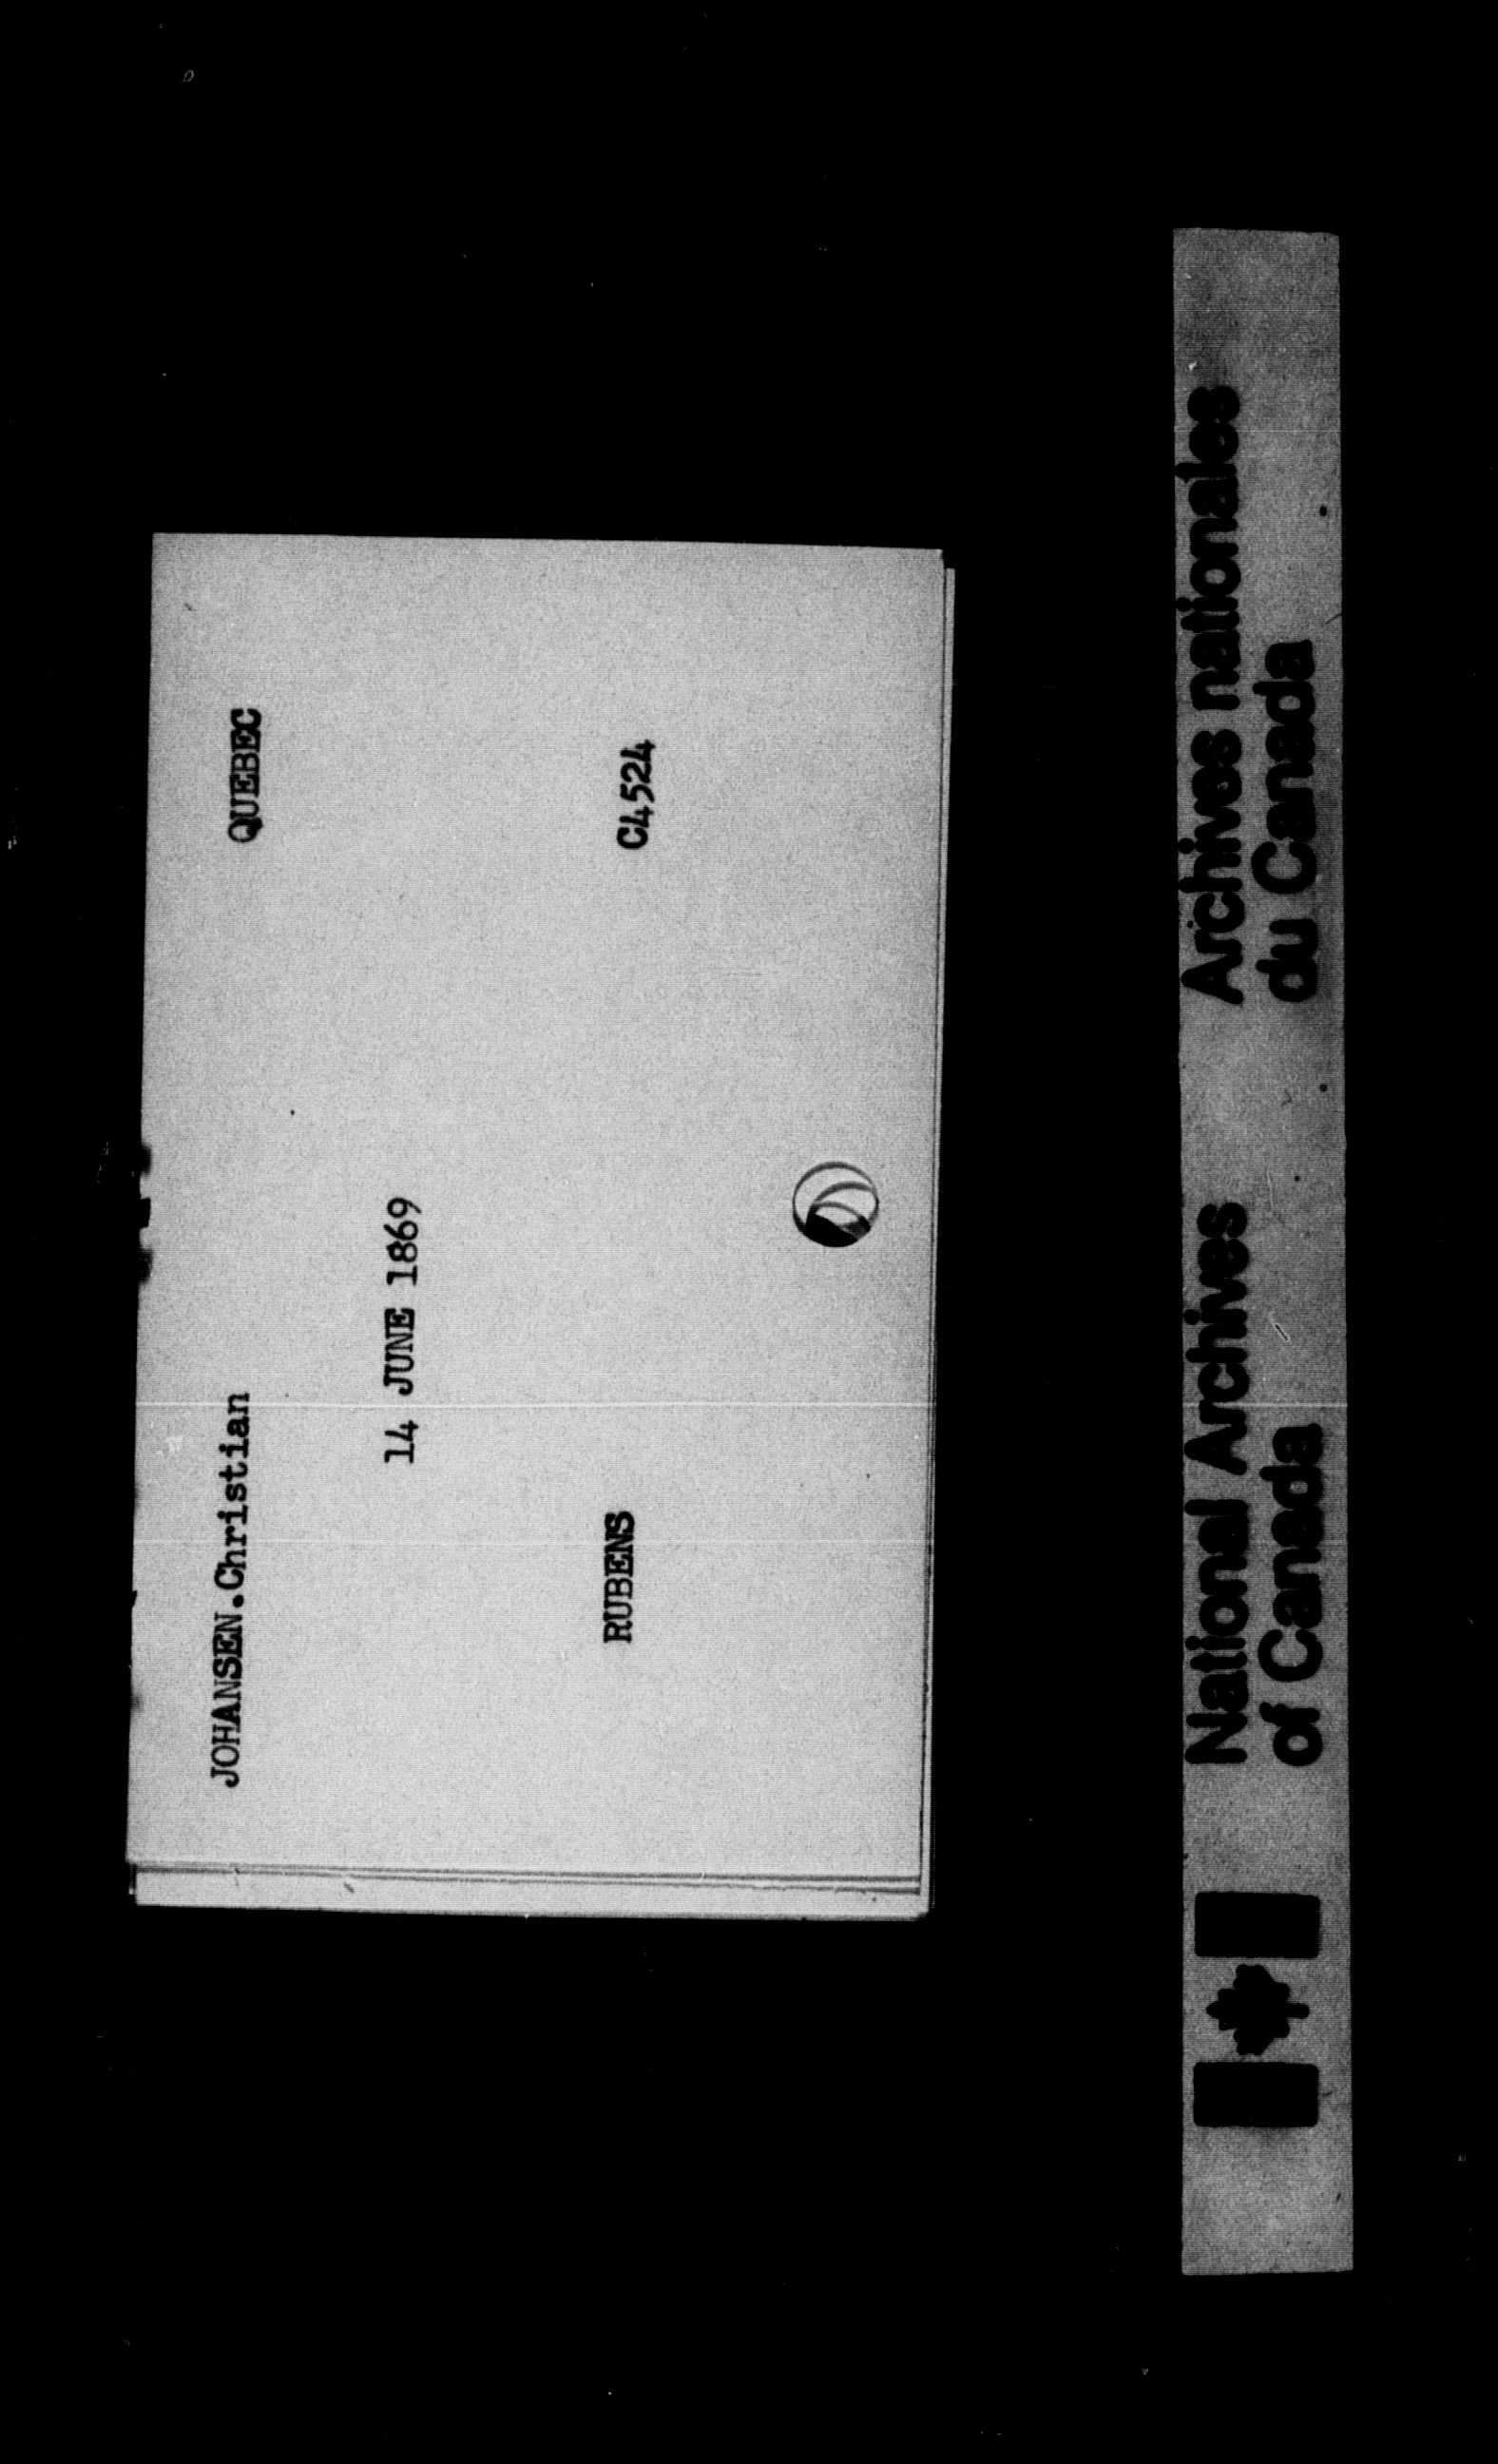 JOHANSEN.Christian QUEBEC
14 JUNE 1869
RUBENS C4524
National Archives Archives nationales
of Canada du Canada